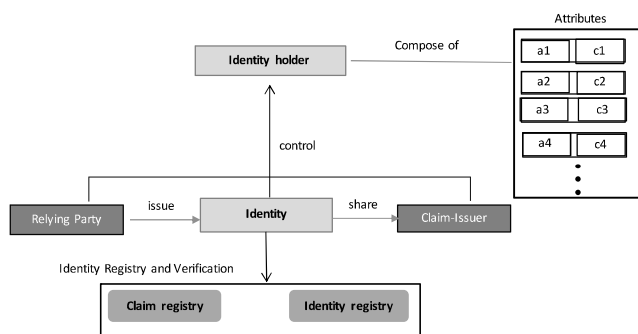 Attributes
Compose of
Identity holder
a1 c1
a2 c2
a3 c3
a4 c4
control
Relying Party
issue
Identity
share
Claim-Issuer
Identity Registry and Verification
Claim registry
Identity registry